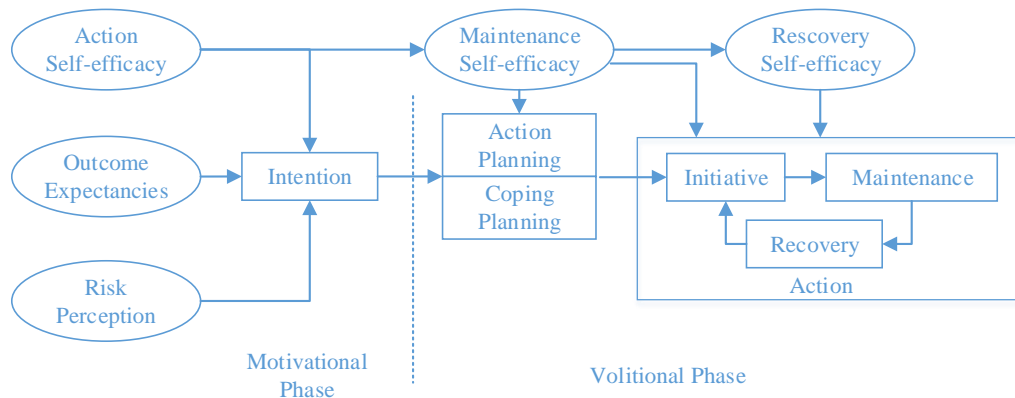 Action
Self-efficacy
Maintenance
Self-efficacy
Rescovery
Self-efficacy
Outcome
Expectancies
Intention
Action
Planning
Coping
Planning
Initiative
Maintenance
Recovery
Action
Risk
Perception
Motivational
Phase
Volitional Phase